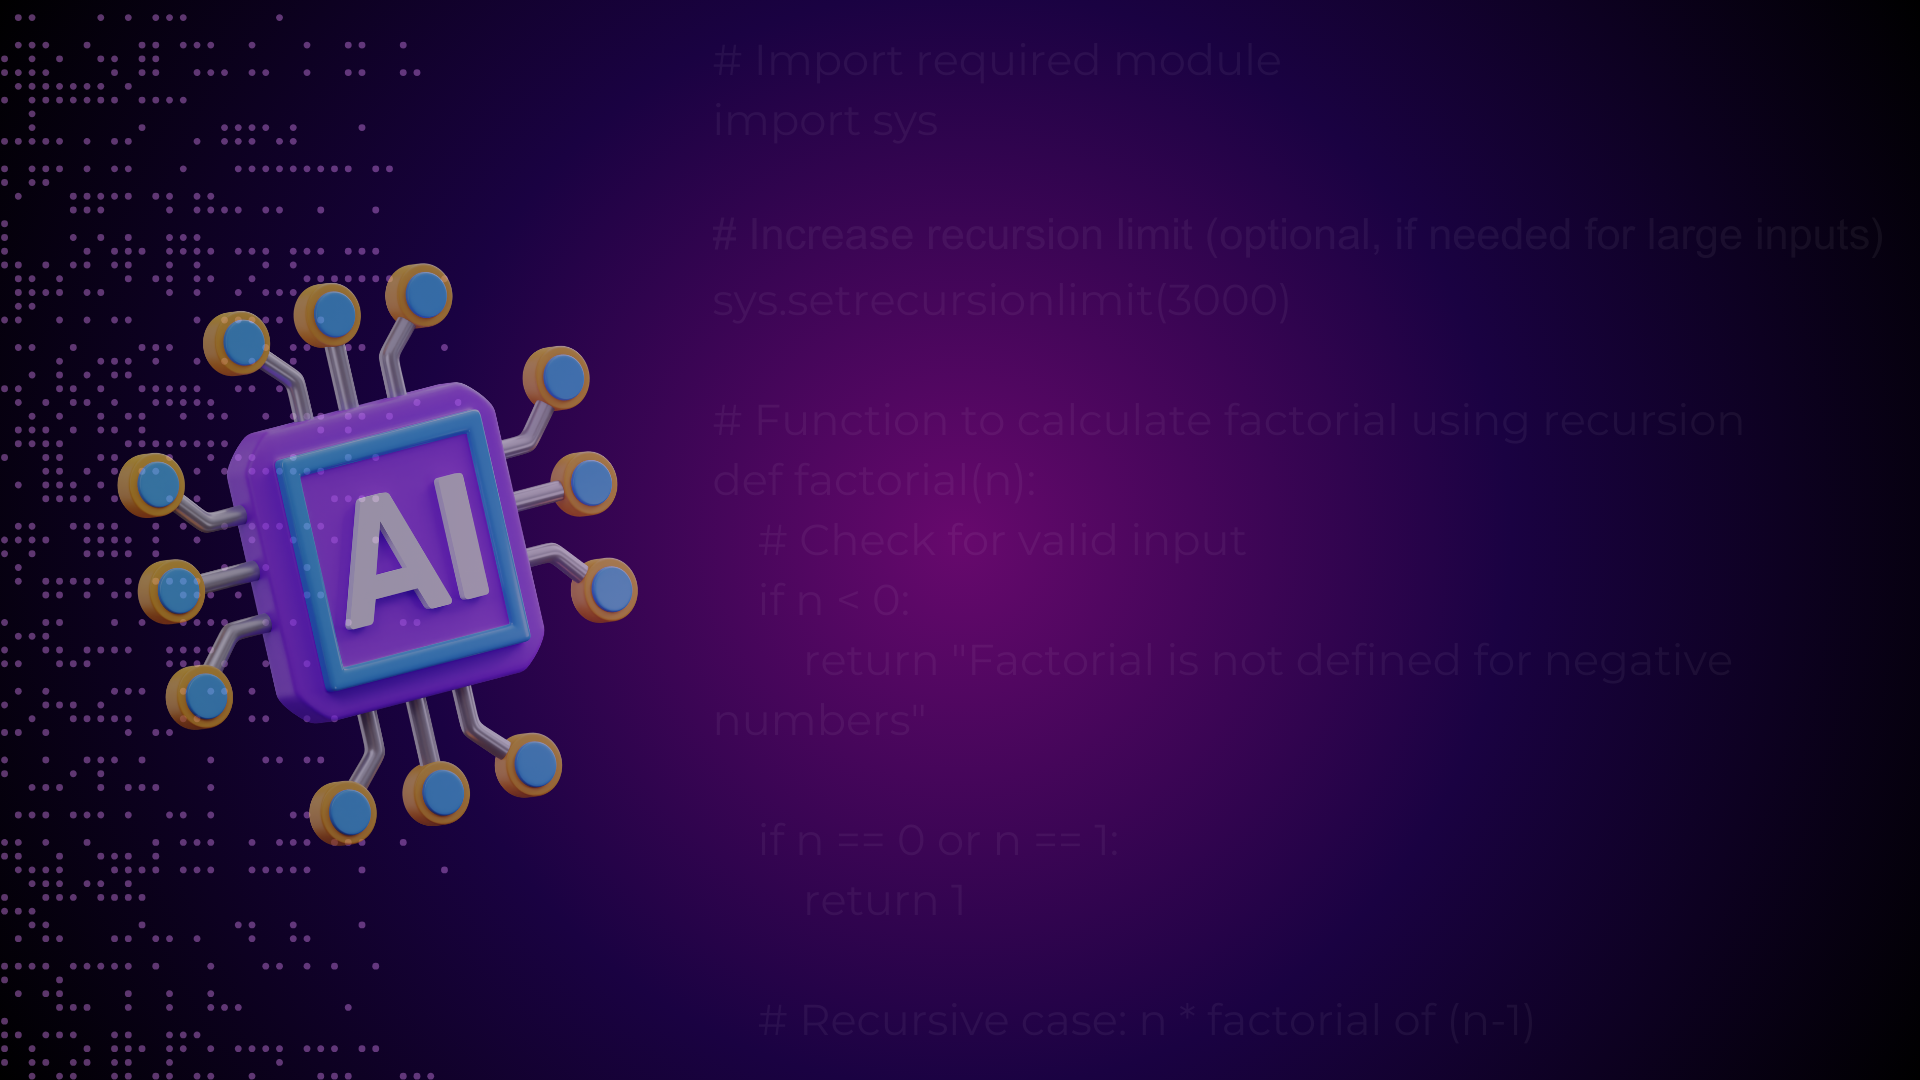 AI
# Import required module
import sys
# Increase recursion limit (optional, if needed for large inputs)
sys.setrecursionlimit(3000)
# Function to calculate factorial using recursion
def factorial(n):
# Check for valid input
if n < 0:
return "Factorial is not defined for negative
numbers"
if n == 0 or n == 1:
return 1
# Recursive case: n * factorial of (n-1)